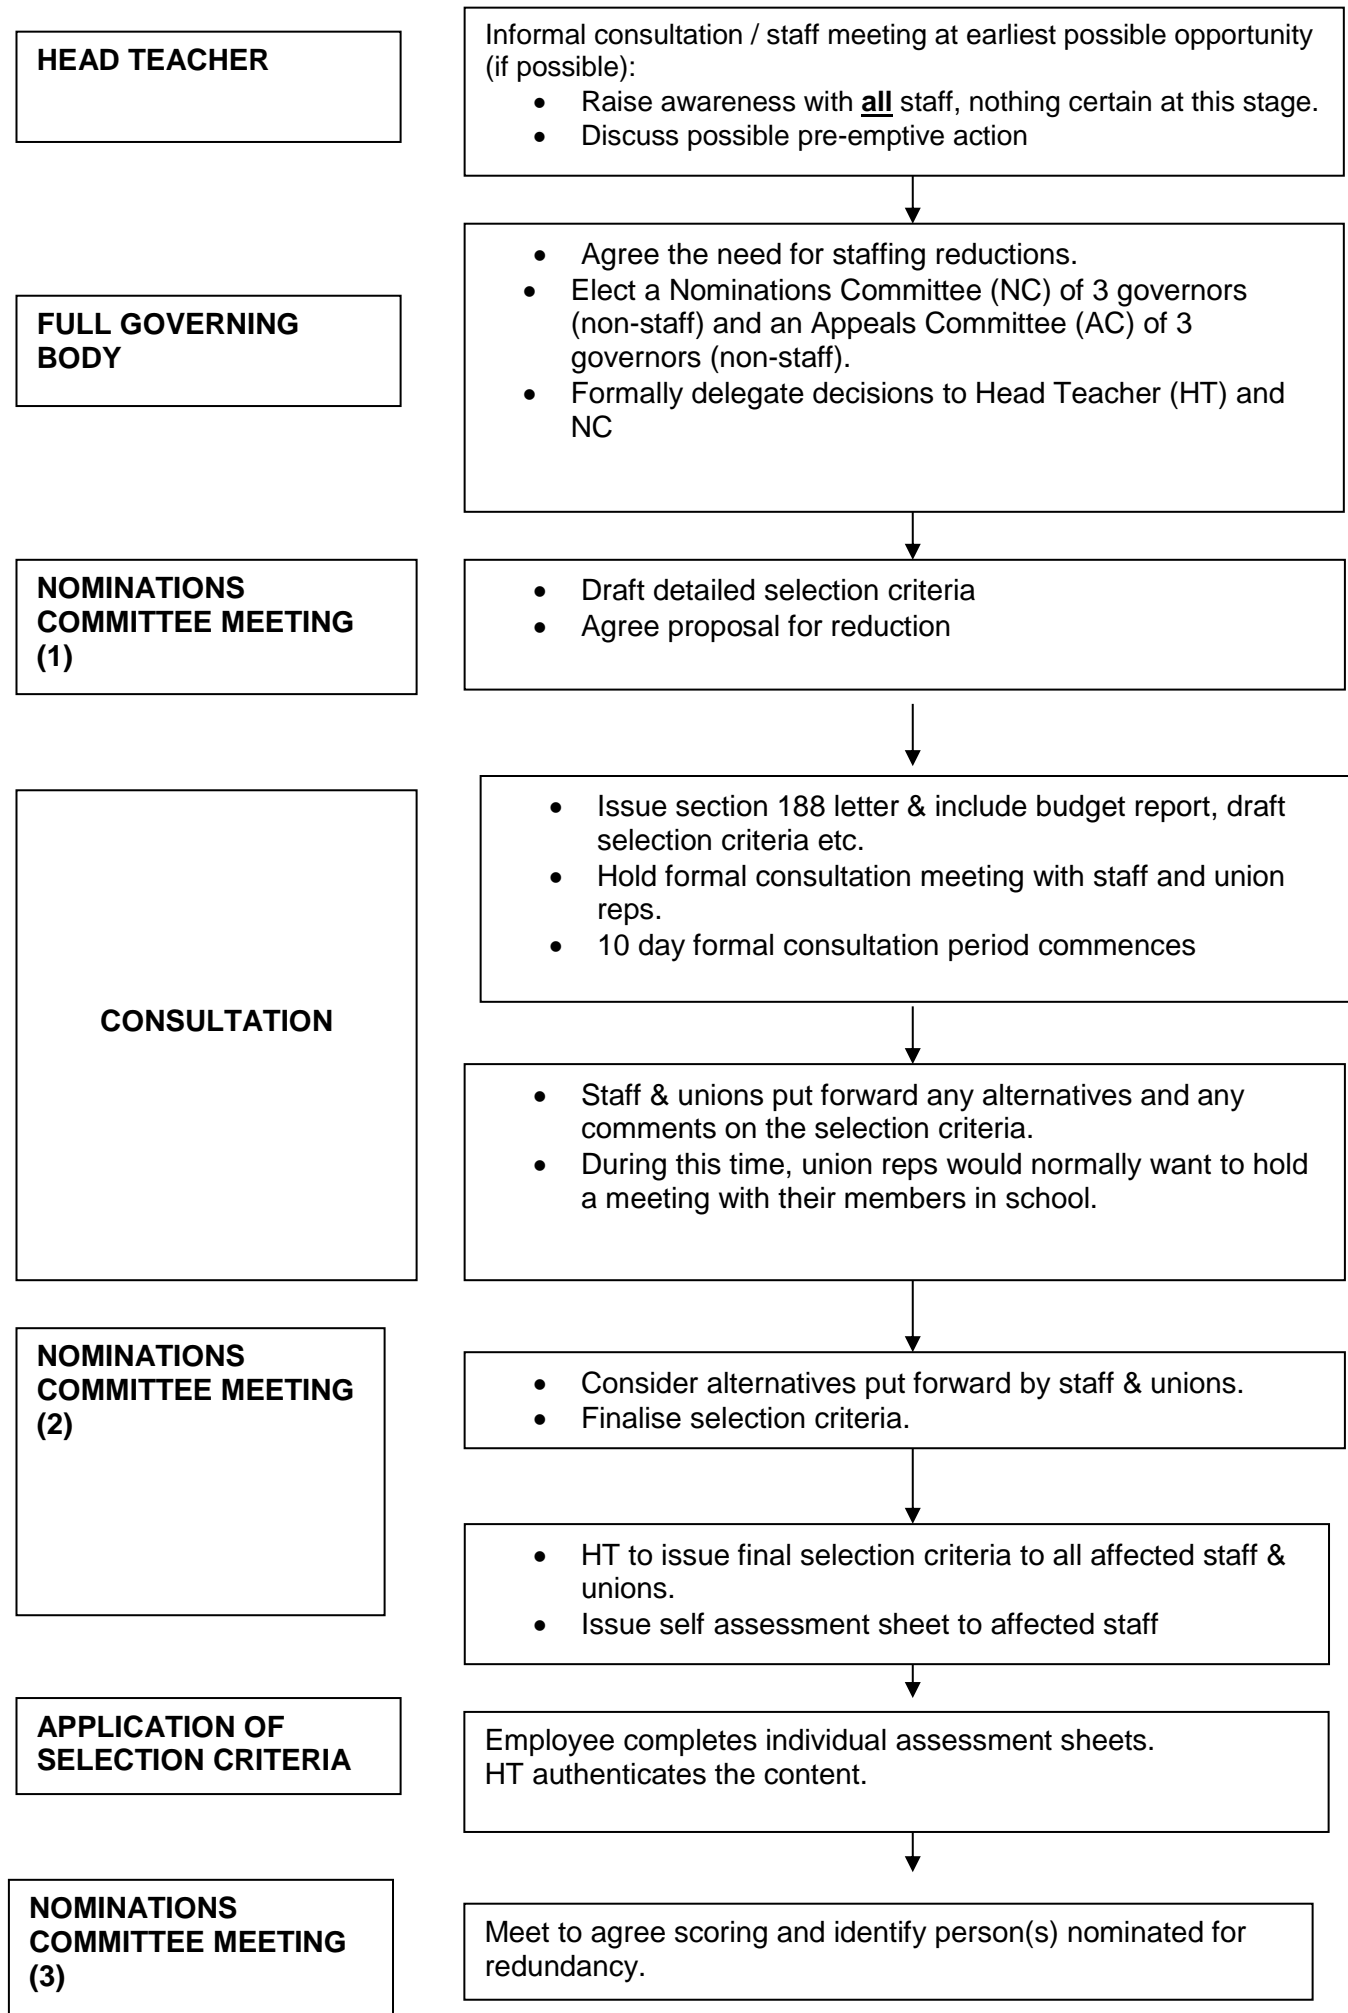 HEAD TEACHER
Informal consultation / staff meeting at earliest possible opportunity
(if possible):
• Raise awareness with all staff, nothing certain at this stage.
• Discuss possible pre-emptive action
FULL GOVERNING
BODY
• Agree the need for staffing reductions.
• Elect a Nominations Committee (NC) of 3 governors
(non-staff) and an Appeals Committee (AC) of 3
governors (non-staff).
• Formally delegate decisions to Head Teacher (HT) and
NC
NOMINATIONS
COMMITTEE MEETING
(1)
• Draft detailed selection criteria
• Agree proposal for reduction
CONSULTATION
• Issue section 188 letter & include budget report, draft
selection criteria etc.
• Hold formal consultation meeting with staff and union
reps.
• 10 day formal consultation period commences
• Staff & unions put forward any alternatives and any
comments on the selection criteria.
• During this time, union reps would normally want to hold
a meeting with their members in school.
NOMINATIONS
COMMITTEE MEETING
(2)
• Consider alternatives put forward by staff & unions.
• Finalise selection criteria.
• HT to issue final selection criteria to all affected staff &
unions.
• Issue self assessment sheet to affected staff
APPLICATION OF
SELECTION CRITERIA
Employee completes individual assessment sheets.
HT authenticates the content.
NOMINATIONS
COMMITTEE MEETING
(3)
Meet to agree scoring and identify person(s) nominated for
redundancy.